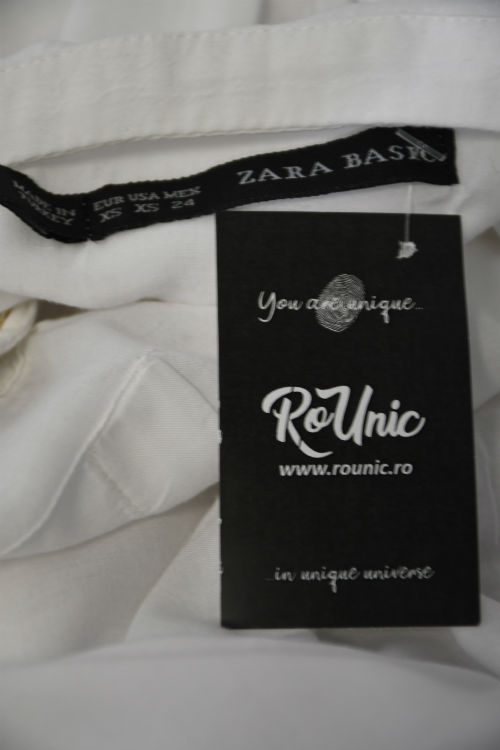 ZARA BASIC
MADE IN
TURKEY
EUR USA MEX
XS XS 24
You are unique...
RoUnic
www.rounic.ro
...in unique universe